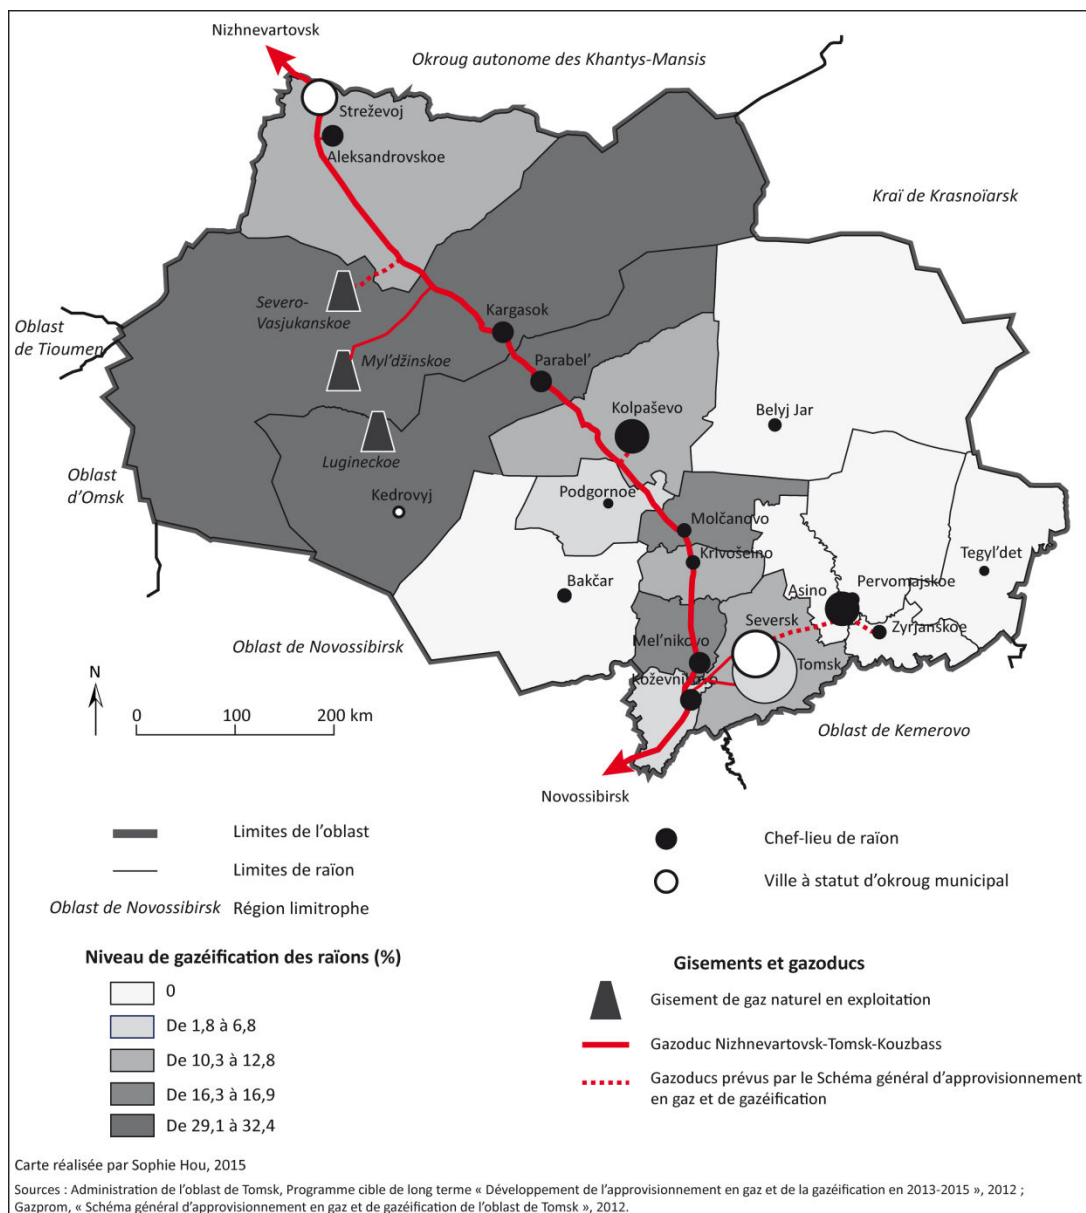 Nizhnevartovsk
Okroug autonome des Khantys-Mansis
Streževoj
Aleksandrovskoe
Kraï de Krasnoïarsk
Severo-
Vasjukanskoe
Kargasok
Oblast
de Tioumen
Myl’džinskoe
Parabel’
Kolpaševo
Belyj Jar
Lugineckoe
Oblast
d’Omsk
Kedrovyj
Podgornoe
Molčanovo
Krivošeino
Tegyl’det
Bakčar
Asino
Pervomajskoe
Seversk
Zyrjanskoe
Oblast de Novossibirsk
Mel’nikovo
Tomsk
Koževnikovo
N
0 100 200 km
Oblast de Kemerovo
Novossibirsk
Limites de l’oblast
Limites de raïon
Oblast de Novossibirsk Région limitrophe
Chef-lieu de raïon
Ville à statut d’okroug municipal
Niveau de gazéification des raïons (%)
0
De 1,8 à 6,8
De 10,3 à 12,8
De 16,3 à 16,9
De 29,1 à 32,4
Gisements et gazoducs
Gisement de gaz naturel en exploitation
Gazoduc Nizhnevartovsk-Tomsk-Kouzbass
Gazoducs prévus par le Schéma général d’approvisionnement
en gaz et de gazéification
Carte réalisée par Sophie Hou, 2015
Sources : Administration de l’oblast de Tomsk, Programme cible de long terme « Développement de l’approvisionnement en gaz et de la gazéification en 2013-2015 », 2012 ;
Gazprom, « Schéma général d’approvisionnement en gaz et de gazéification de l’oblast de Tomsk », 2012.